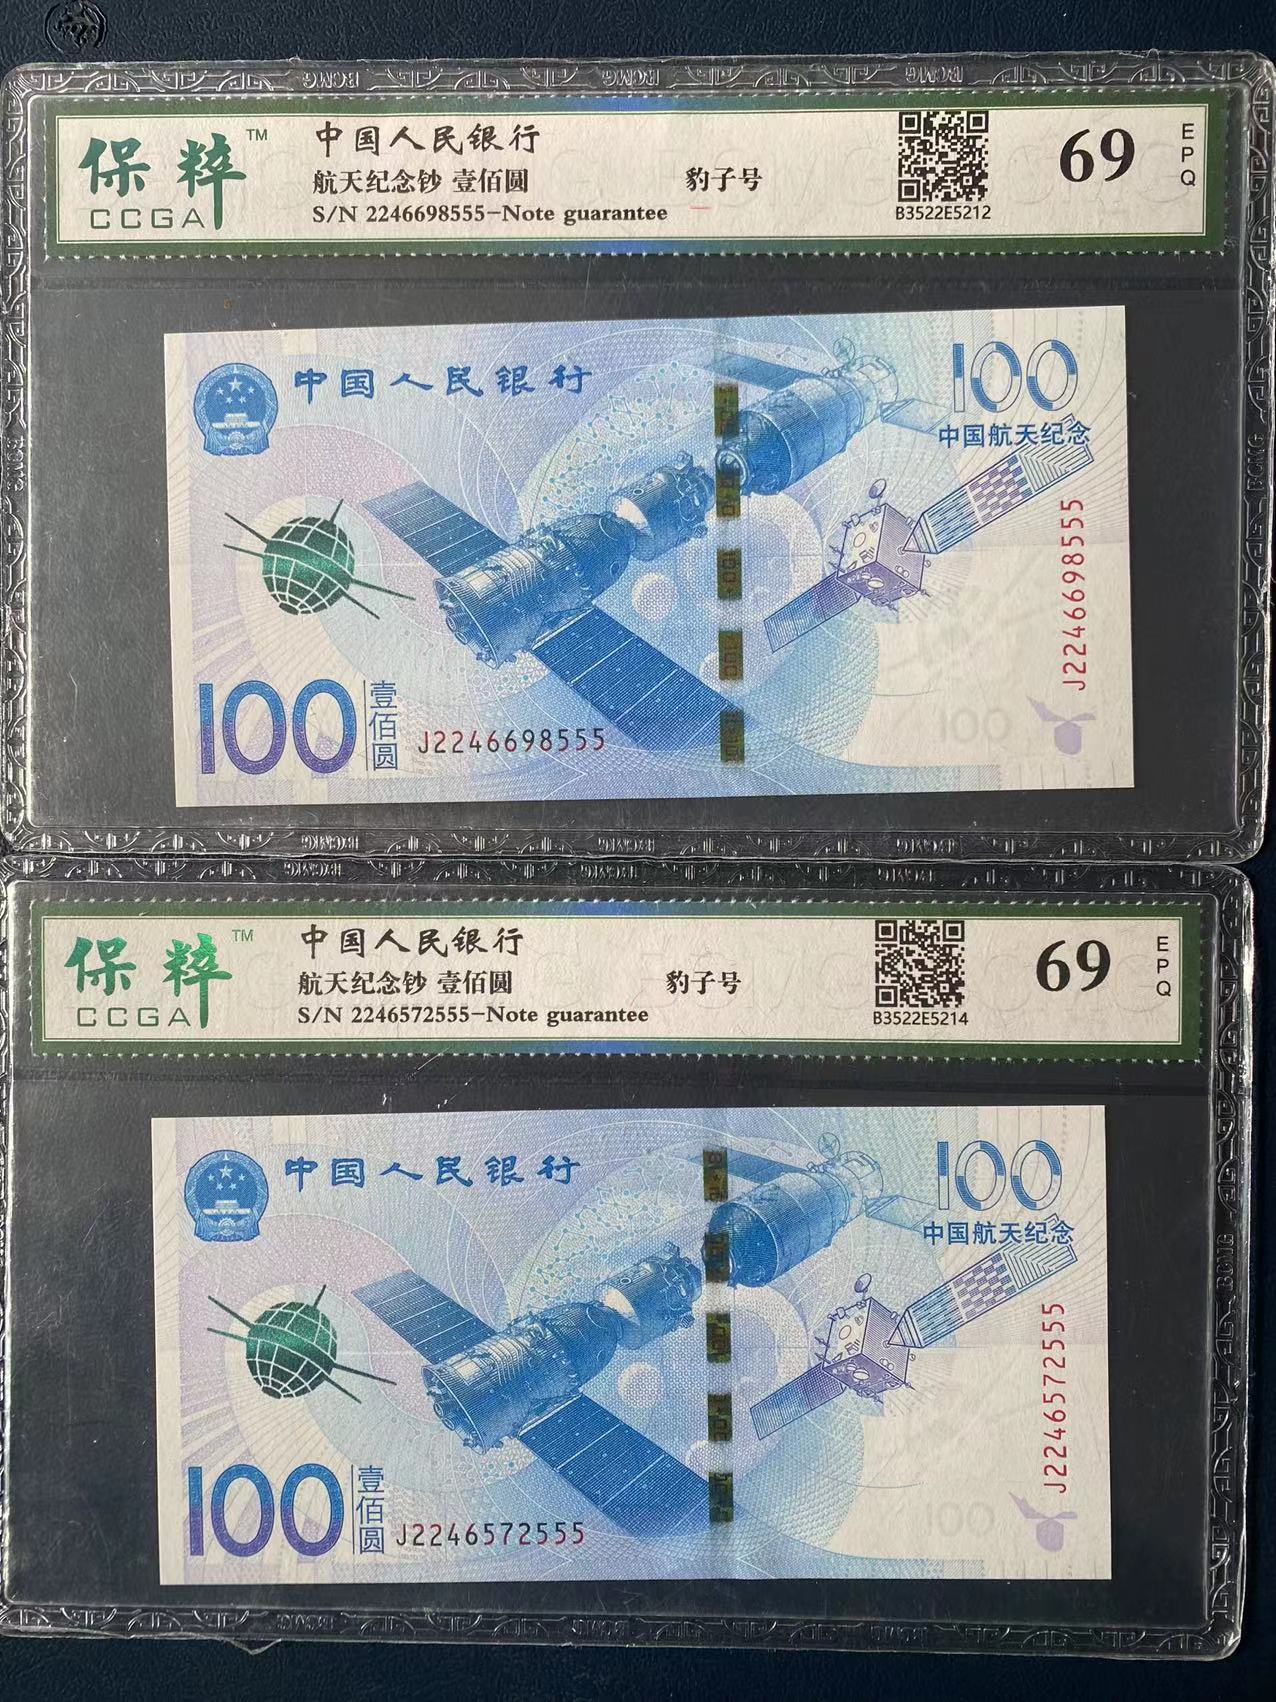 保粹™
CCGA
中国人民银行
航天纪念钞 壹佰圆 豹子号
S/N 2246698555-Note guarantee
B3522E5212
69
EPQ
中国人民银行
100
中国航天纪念
J2246698555
100
壹佰圆
J2246698555
保粹™
CCGA
中国人民银行
航天纪念钞 壹佰圆 豹子号
S/N 2246572555-Note guarantee
B3522E5214
69
EPQ
中国人民银行
100
中国航天纪念
J2246572555
100
壹佰圆
J2246572555